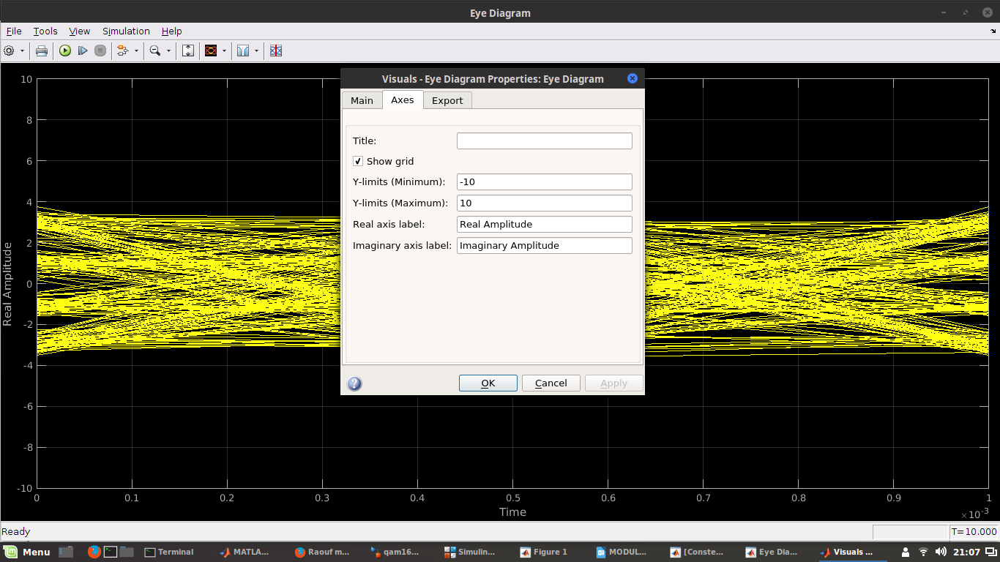 Eye Diagram
File Tools View Simulation Help
Visuals - Eye Diagram Properties: Eye Diagram
Main Axes Export
Title:
Show grid
Y-limits (Minimum): -10
Y-limits (Maximum): 10
Real axis label: Real Amplitude
Imaginary axis label: Imaginary Amplitude
OK Cancel Apply
Real Amplitude
10
8
6
4
2
0
-2
-4
-6
-8
-10
0 0.1 0.2 0.3 0.4 0.5 0.6 0.7 0.8 0.9 1
Time
×10⁻³
Ready T=10.000
Menu Terminal MATLA... Raouf m... qam16... Simulin... Figure 1 MODUL... [Conste... Eye Dia... Visuals ... 21:07